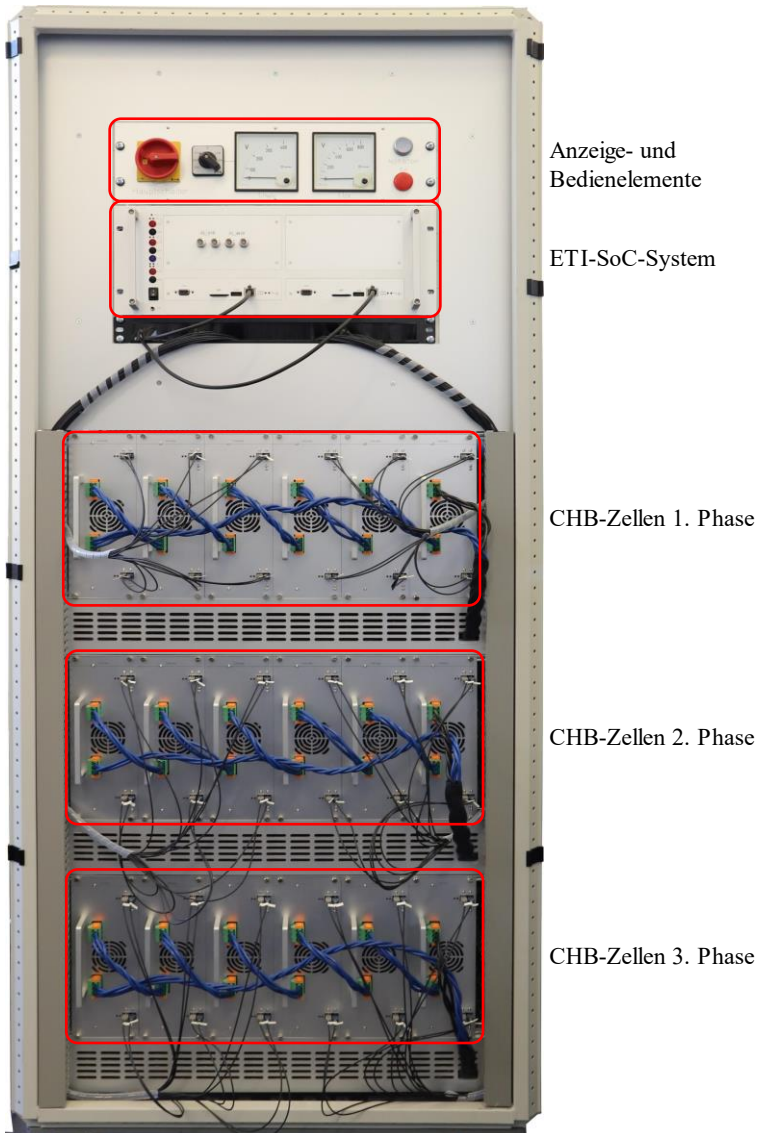 Anzeige- und
Bedienelemente
ETI-SoC-System
CHB-Zellen 1. Phase
CHB-Zellen 2. Phase
CHB-Zellen 3. Phase